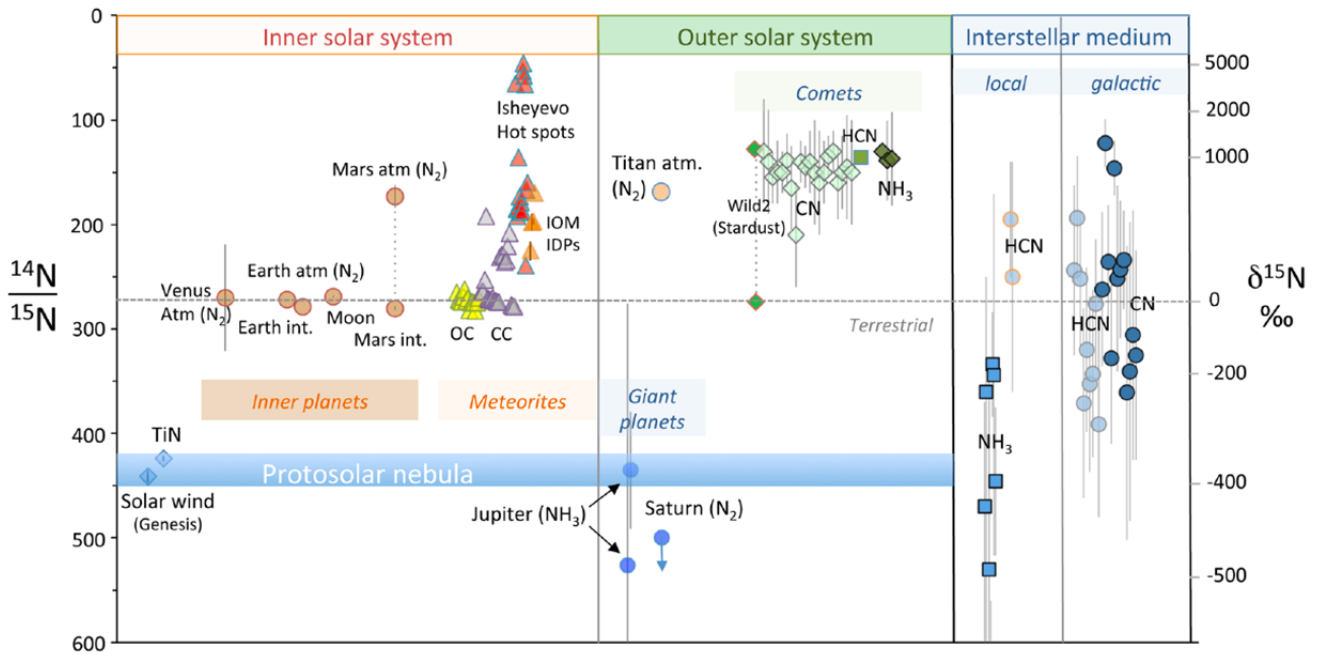 0
100
200
300
400
500
600
14N
15N
Inner solar system
Outer solar system
Interstellar medium
local
galactic
Isheyevo
Hot spots
Mars atm (N2)
IOM
IDPs
Venus
Atm (N2)
Earth atm (N2)
Earth int.
Moon
Mars int.
OC
CC
Inner planets
Meteorites
TiN
Solar wind
(Genesis)
Protosolar nebula
Comets
Titan atm.
(N2)
Wild2
(Stardust)
CN
HCN
NH3
Terrestrial
Giant
planets
Jupiter (NH3)
Saturn (N2)
HCN
NH3
HCN
CN
5000
2000
1000
0
-200
-400
-500
δ15N
‰